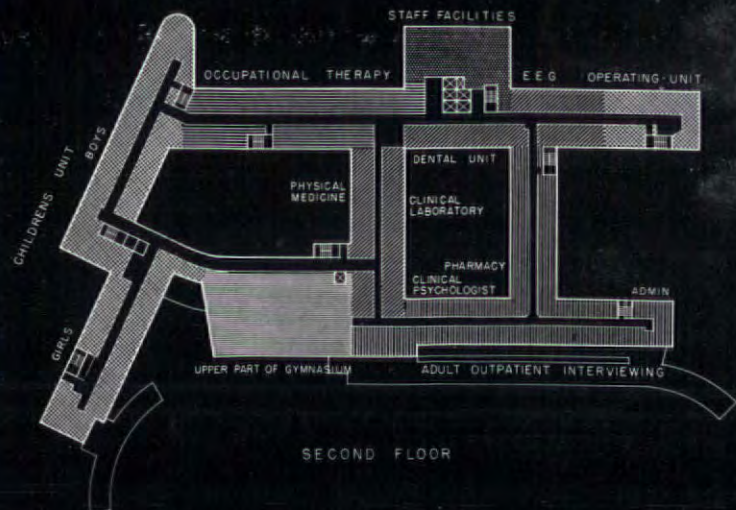 STAFF FACILITIES
OCCUPATIONAL THERAPY
E.E.G
OPERATING-UNIT
CHILDRENS UNIT
BOYS
DENTAL UNIT
PHYSICAL
MEDICINE
CLINICAL
LABORATORY
PHARMACY
CLINICAL
PSYCHOLOGIST
ADMIN
GIRLS
UPPER PART OF GYMNASIUM
ADULT OUTPATIENT INTERVIEWING
SECOND FLOOR